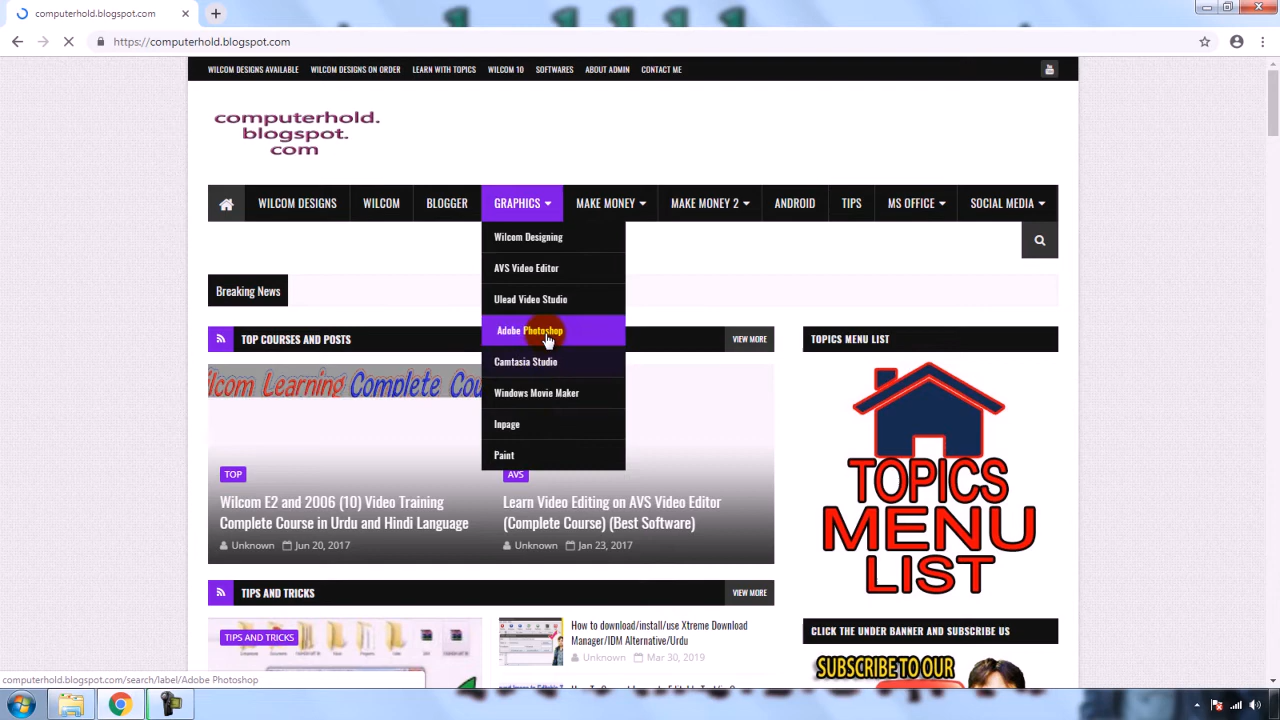 computerhold.blogspot.com
https://computerhold.blogspot.com
WILCOM DESIGNS AVAILABLE WILCOM DESIGNS ON ORDER LEARN WITH TOPICS WILCOM 10 SOFTWARES ABOUT ADMIN CONTACT ME
computerhold.
blogspot.
com
WILCOM DESIGNS WILCOM BLOGGER GRAPHICS MAKE MONEY MAKE MONEY 2 ANDROID TIPS MS OFFICE SOCIAL MEDIA
Wilcom Designing
AVS Video Editor
Ulead Video Studio
Adobe Photoshop
Camtasia Studio
Windows Movie Maker
Inpage
Paint
Breaking News
TOP COURSES AND POSTS
VIEW MORE
Learning Complete
TOP
Wilcom E2 and 2006 (10) Video Training
Complete Course in Urdu and Hindi Language
Unknown Jun 20, 2017
AVS
Learn Video Editing on AVS Video Editor
(Complete Course) (Best Software)
Unknown Jan 23, 2017
TIPS AND TRICKS
VIEW MORE
TIPS AND TRICKS
How to download/install/use Xtreme Download
Manager/IDM Alternative/Urdu
Unknown Mar 30, 2019
TOPICS MENU LIST
TOPICS
MENU
LIST
CLICK THE UNDER BANNER AND SUBSCRIBE US
SUBSCRIBE TO OUR
computerhold.blogspot.com/search/label/Adobe Photoshop